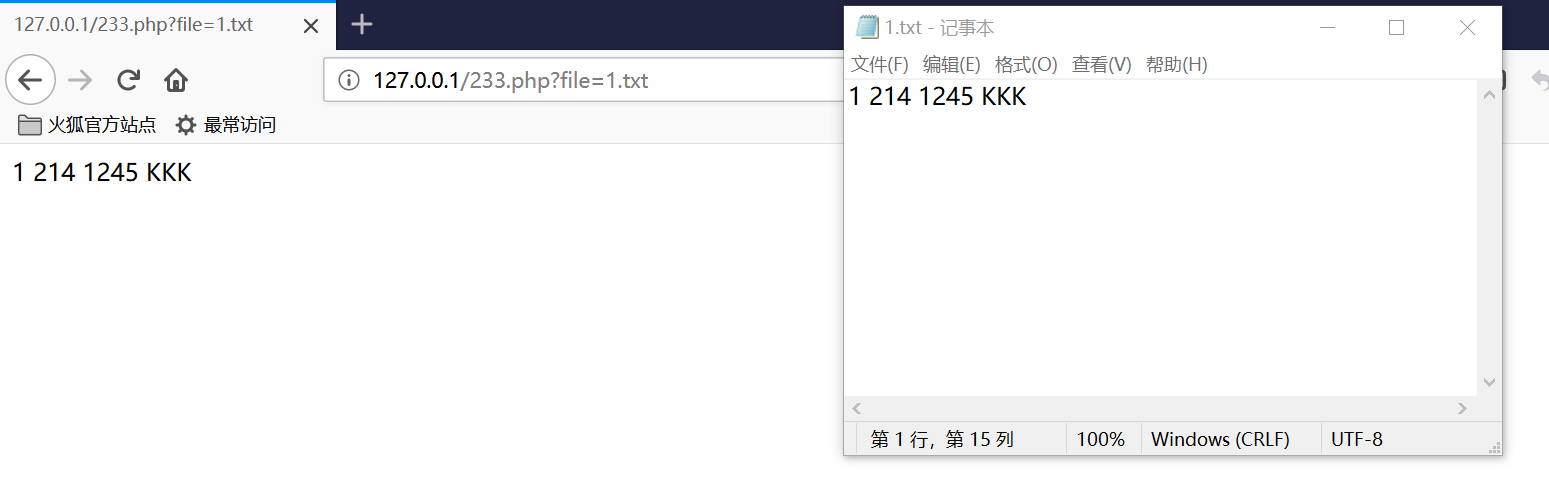 127.0.0.1/233.php?file=1.txt
127.0.0.1/233.php?file=1.txt
火狐官方站点 最常访问
1 214 1245 KKK
1.txt - 记事本
文件(F) 编辑(E) 格式(O) 查看(V) 帮助(H)
1 214 1245 KKK
第 1 行，第 15 列 100% Windows (CRLF) UTF-8